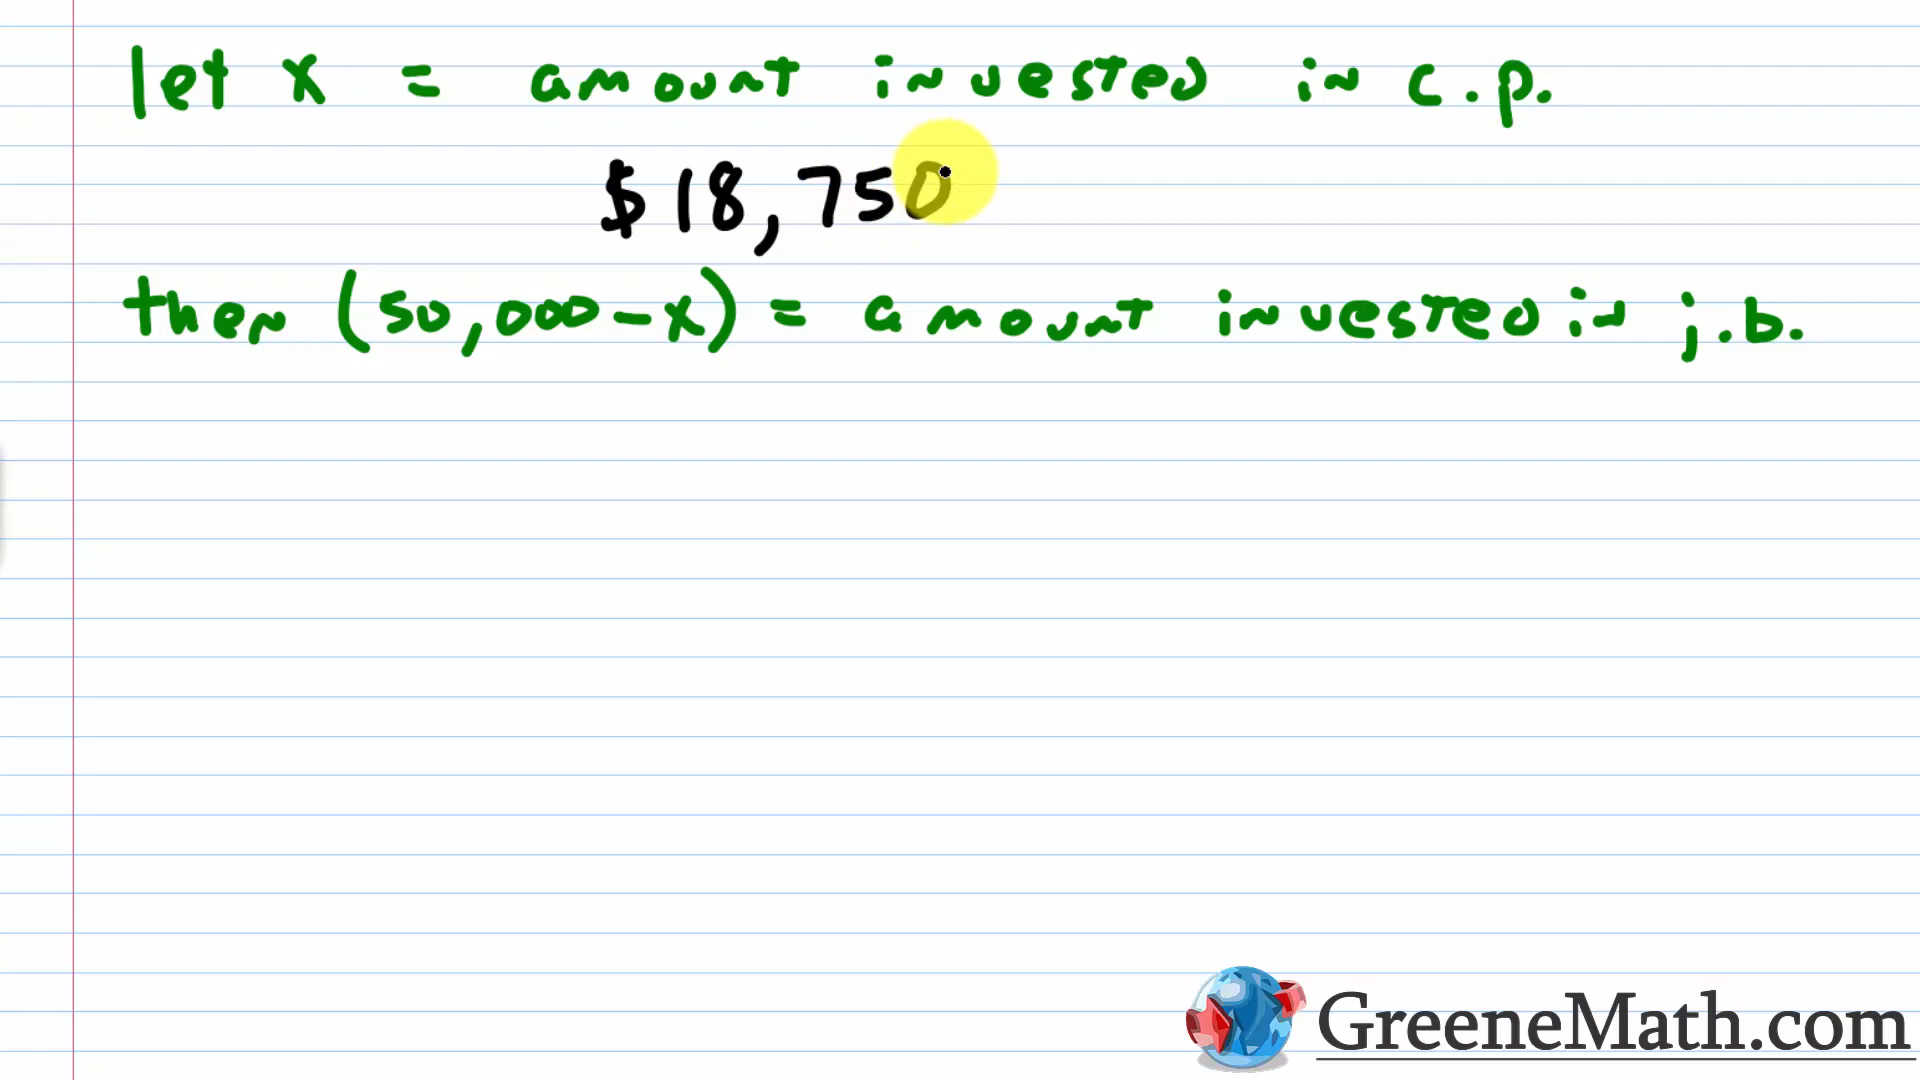 let x = amount invested in c.p.
$18,750
then (50,000-x) = amount invested in j.b.
GreeneMath.com